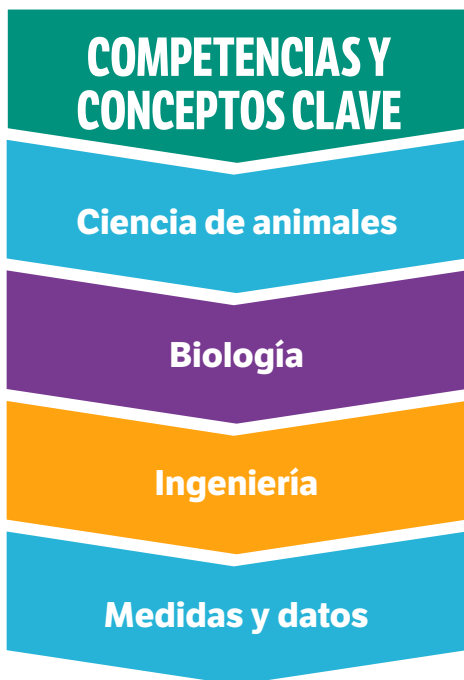 COMPETENCIAS Y
CONCEPTOS CLAVE
Ciencia de animales
Biología
Ingeniería
Medidas y datos